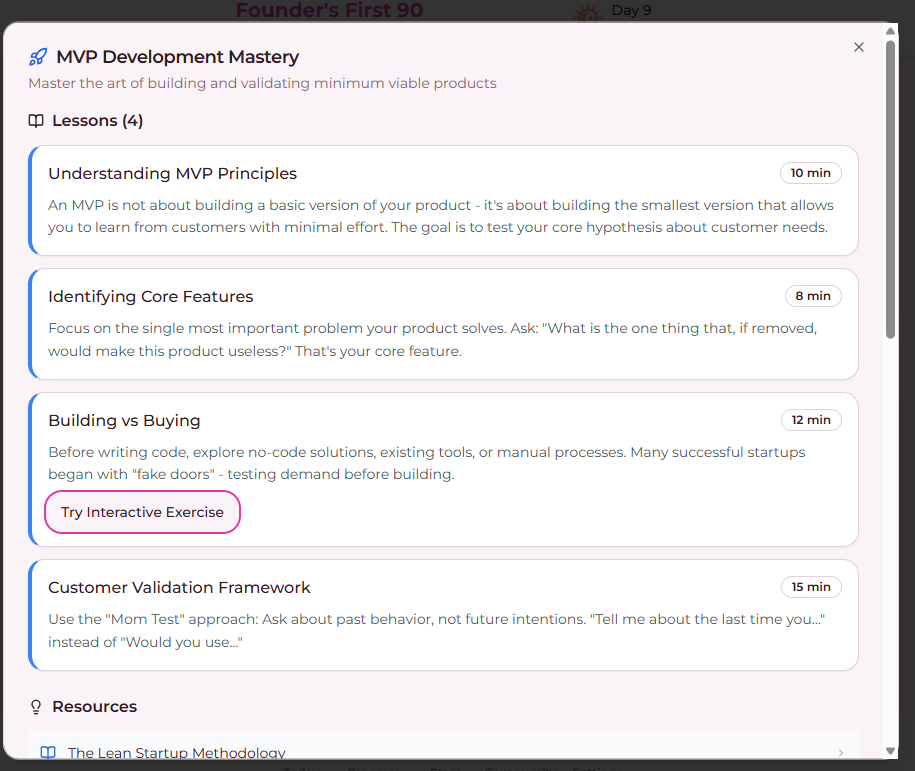 Founder's First 90
Day 9
MVP Development Mastery
Master the art of building and validating minimum viable products
Lessons (4)
Understanding MVP Principles
10 min
An MVP is not about building a basic version of your product - it's about building the smallest version that allows
you to learn from customers with minimal effort. The goal is to test your core hypothesis about customer needs.
Identifying Core Features
8 min
Focus on the single most important problem your product solves. Ask: "What is the one thing that, if removed,
would make this product useless?" That's your core feature.
Building vs Buying
12 min
Before writing code, explore no-code solutions, existing tools, or manual processes. Many successful startups
began with "fake doors" - testing demand before building.
Try Interactive Exercise
Customer Validation Framework
15 min
Use the "Mom Test" approach: Ask about past behavior, not future intentions. "Tell me about the last time you..."
instead of "Would you use..."
Resources
The Lean Startup Methodology